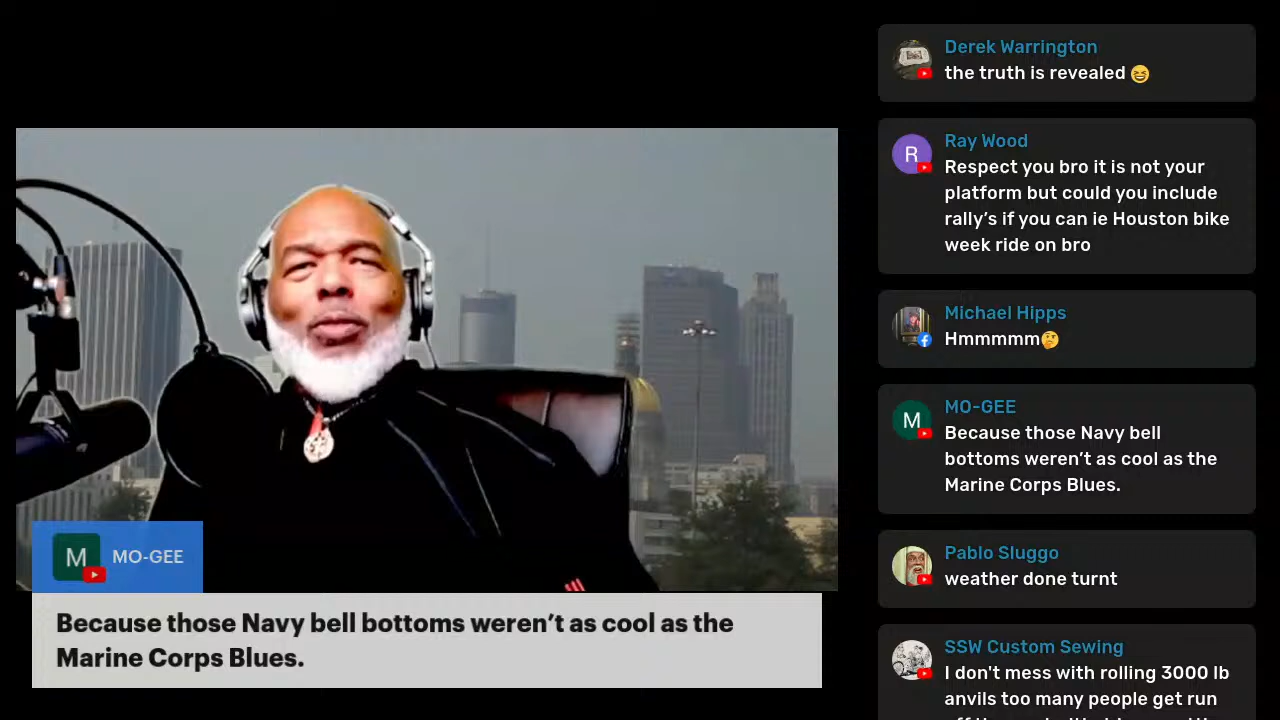 Derek Warrington
the truth is revealed 😆
R
Ray Wood
Respect you bro it is not your
platform but could you include
rally’s if you can ie Houston bike
week ride on bro
Michael Hipps
Hmmmmm🤔
M
MO-GEE
Because those Navy bell
bottoms weren’t as cool as the
Marine Corps Blues.
Pablo Sluggo
weather done turnt
SSW Custom Sewing
I don't mess with rolling 3000 lb
anvils too many people get run
M
MO-GEE
Because those Navy bell bottoms weren’t as cool as the
Marine Corps Blues.